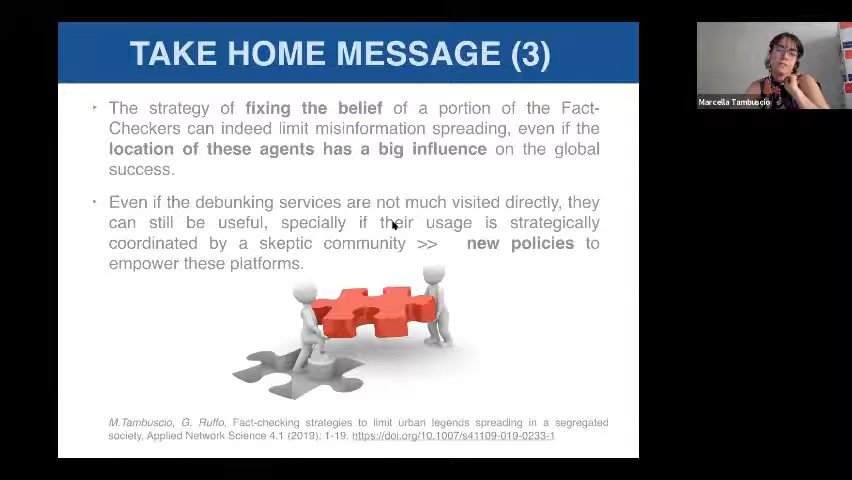 TAKE HOME MESSAGE (3)
Marcella Tambuscio
‣ The strategy of fixing the belief of a portion of the Fact-
Checkers can indeed limit misinformation spreading, even if the
location of these agents has a big influence on the global
success.
‣ Even if the debunking services are not much visited directly, they
can still be useful, specially if their usage is strategically
coordinated by a skeptic community >> new policies to
empower these platforms.
M.Tambuscio, G. Ruffo, Fact-checking strategies to limit urban legends spreading in a segregated
society, Applied Network Science 4.1 (2019): 1-19. https://doi.org/10.1007/s41109-019-0233-1